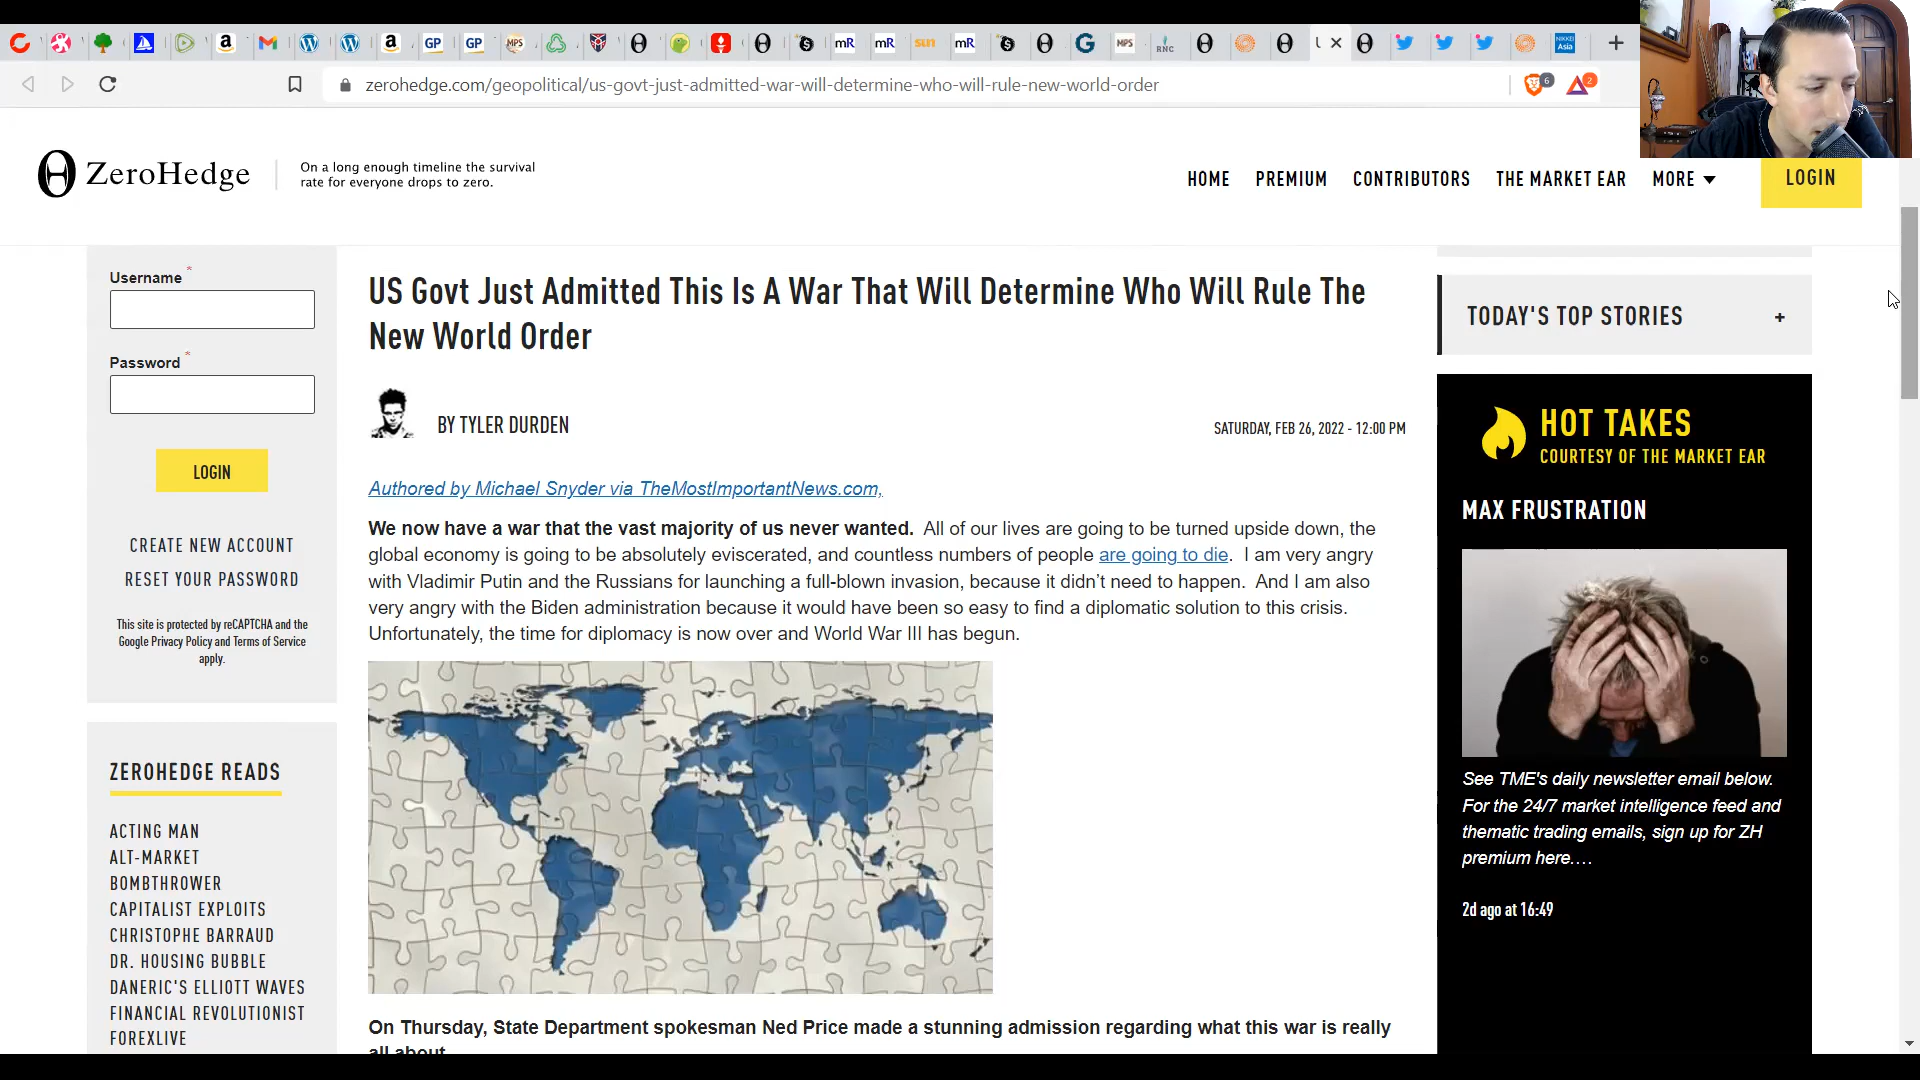 GP
GP
MPS
mR
mR
sun
mR
G
MPS
RNC
NIKKEI
Asia
zerohedge.com/geopolitical/us-govt-just-admitted-war-will-determine-who-will-rule-new-world-order
6
2
ZeroHedge
On a long enough timeline the survival
rate for everyone drops to zero.
HOME
PREMIUM
CONTRIBUTORS
THE MARKET EAR
MORE
LOGIN
Username *
Password *
LOGIN
CREATE NEW ACCOUNT
RESET YOUR PASSWORD
This site is protected by reCAPTCHA and the
Google Privacy Policy and Terms of Service
apply.
ZEROHEDGE READS
ACTING MAN
ALT-MARKET
BOMBTHROWER
CAPITALIST EXPLOITS
CHRISTOPHE BARRAUD
DR. HOUSING BUBBLE
DANERIC'S ELLIOTT WAVES
FINANCIAL REVOLUTIONIST
FOREXLIVE
US Govt Just Admitted This Is A War That Will Determine Who Will Rule The
New World Order
BY TYLER DURDEN
SATURDAY, FEB 26, 2022 - 12:00 PM
Authored by Michael Snyder via TheMostImportantNews.com,
We now have a war that the vast majority of us never wanted. All of our lives are going to be turned upside down, the
global economy is going to be absolutely eviscerated, and countless numbers of people are going to die. I am very angry
with Vladimir Putin and the Russians for launching a full-blown invasion, because it didn't need to happen. And I am also
very angry with the Biden administration because it would have been so easy to find a diplomatic solution to this crisis.
Unfortunately, the time for diplomacy is now over and World War III has begun.
On Thursday, State Department spokesman Ned Price made a stunning admission regarding what this war is really
all about
TODAY'S TOP STORIES
+
HOT TAKES
COURTESY OF THE MARKET EAR
MAX FRUSTRATION
See TME's daily newsletter email below.
For the 24/7 market intelligence feed and
thematic trading emails, sign up for ZH
premium here....
2d ago at 16:49